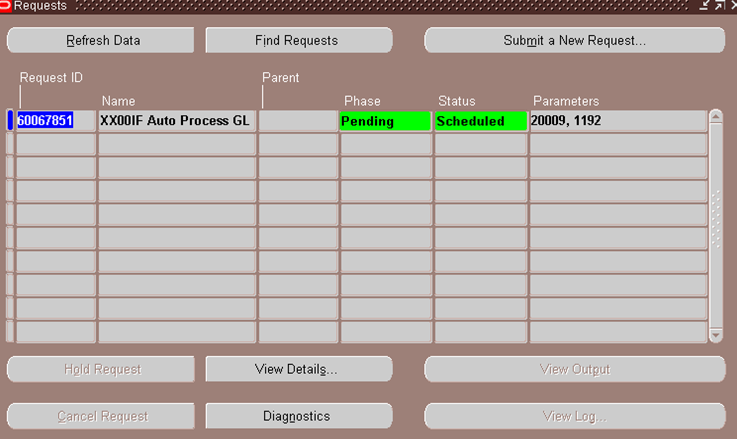 Requests
Refresh Data Find Requests Submit a New Request...
Request ID Parent
Name Phase Status Parameters
60067851 XX00IF Auto Process GL Pending Scheduled 20009, 1192
Hold Request View Details... View Output
Cancel Request Diagnostics View Log...